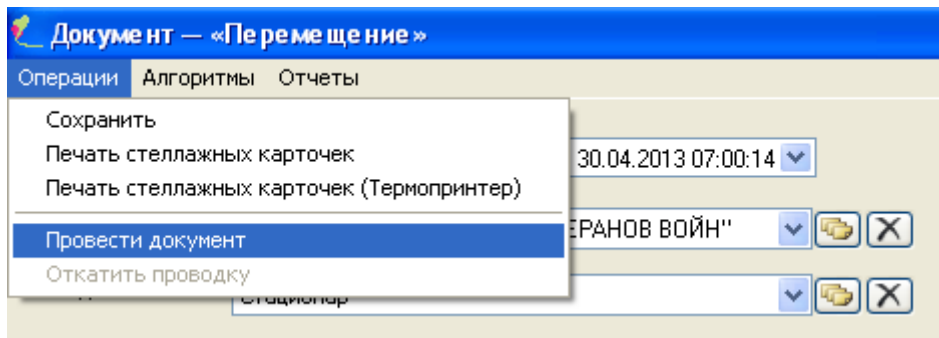 Документ — «Перемещение»
Операции Алгоритмы Отчеты
Сохранить
Печать стеллажных карточек
30.04.2013 07:00:14
Печать стеллажных карточек (Термопринтер)
Провести документ
ЕРАНОВ ВОЙН"
Откатить проводку
Стационар